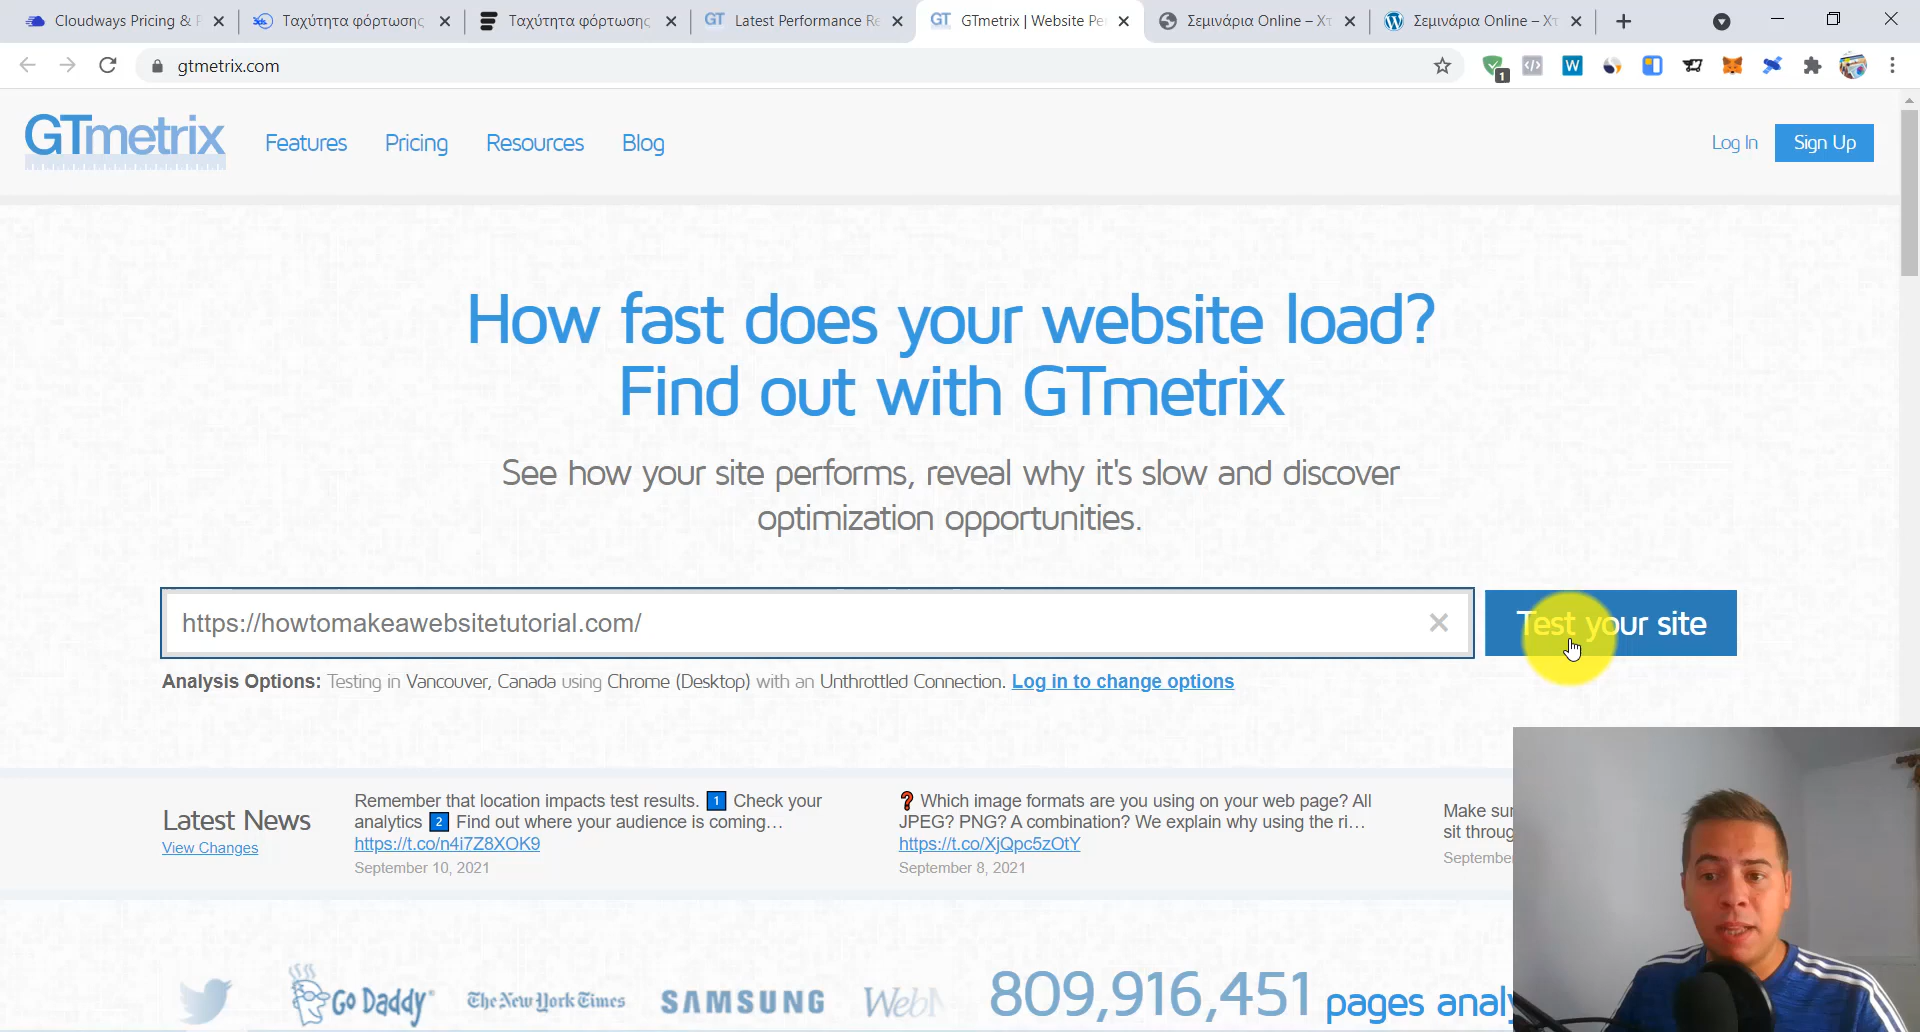 Cloudways Pricing &
Ταχύτητα φόρτωσης
Ταχύτητα φόρτωσης
GT Latest Performance Re
GT GTmetrix | Website Pe
Σεμινάρια Online – Χτ
Σεμινάρια Online – Χτ
gtmetrix.com
1
W
GTmetrix
Features
Pricing
Resources
Blog
Log In
Sign Up
How fast does your website load?
Find out with GTmetrix
See how your site performs, reveal why it's slow and discover
optimization opportunities.
https://howtomakeawebsitetutorial.com/
Test your site
Analysis Options: Testing in Vancouver, Canada using Chrome (Desktop) with an Unthrottled Connection. Log in to change options
Latest News
View Changes
Remember that location impacts test results. 1 Check your
analytics 2 Find out where your audience is coming...
https://t.co/n4i7Z8XOK9
September 10, 2021
❓ Which image formats are you using on your web page? All
JPEG? PNG? A combination? We explain why using the ri...
https://t.co/XjQpc5zOtY
September 8, 2021
Make sur
sit throug
September
GoDaddy
The New York Times
SAMSUNG
WebN
809,916,451 pages analy